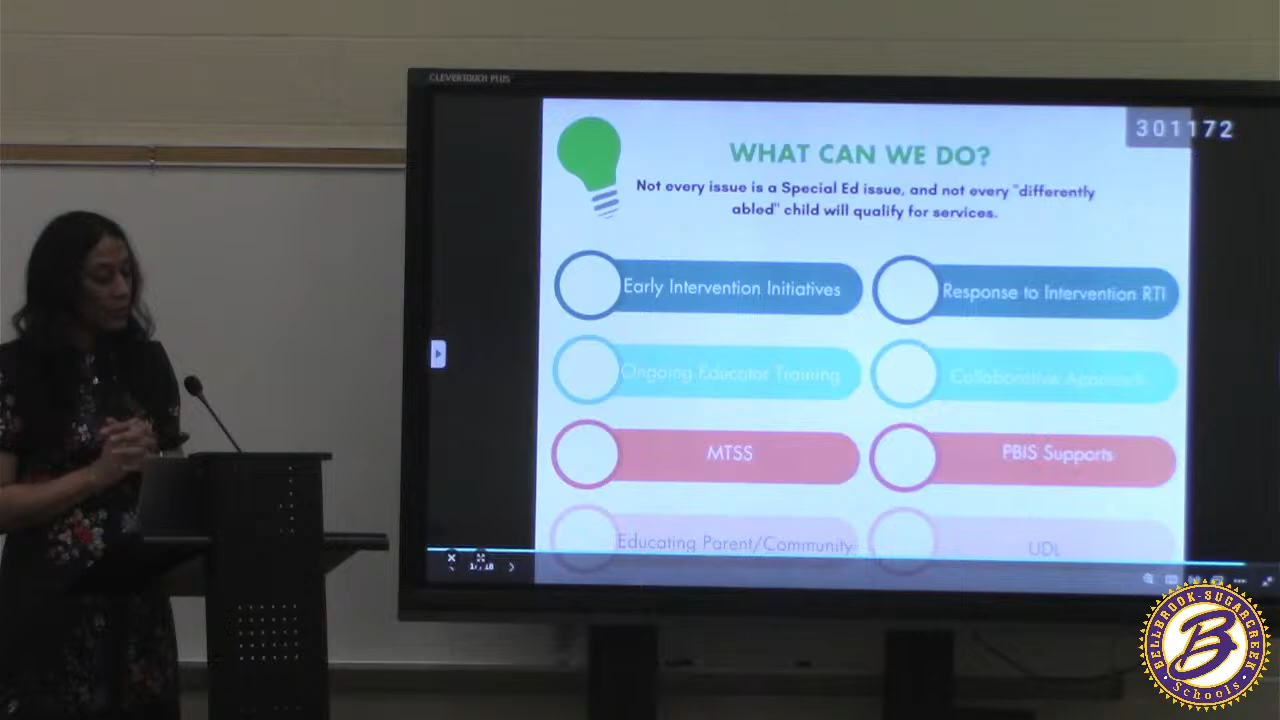 CLEVERTOUCH PLUS
301172
WHAT CAN WE DO?
Not every issue is a Special Ed issue, and not every "differently
abled" child will qualify for services.
Early Intervention Initiatives
Response to Intervention RTI
Ongoing Educator Training
Collaborative Approach
MTSS
PBIS Supports
Educating Parent/Community
UDL
BELLBROOK-SUGARCREEK
B
Schools